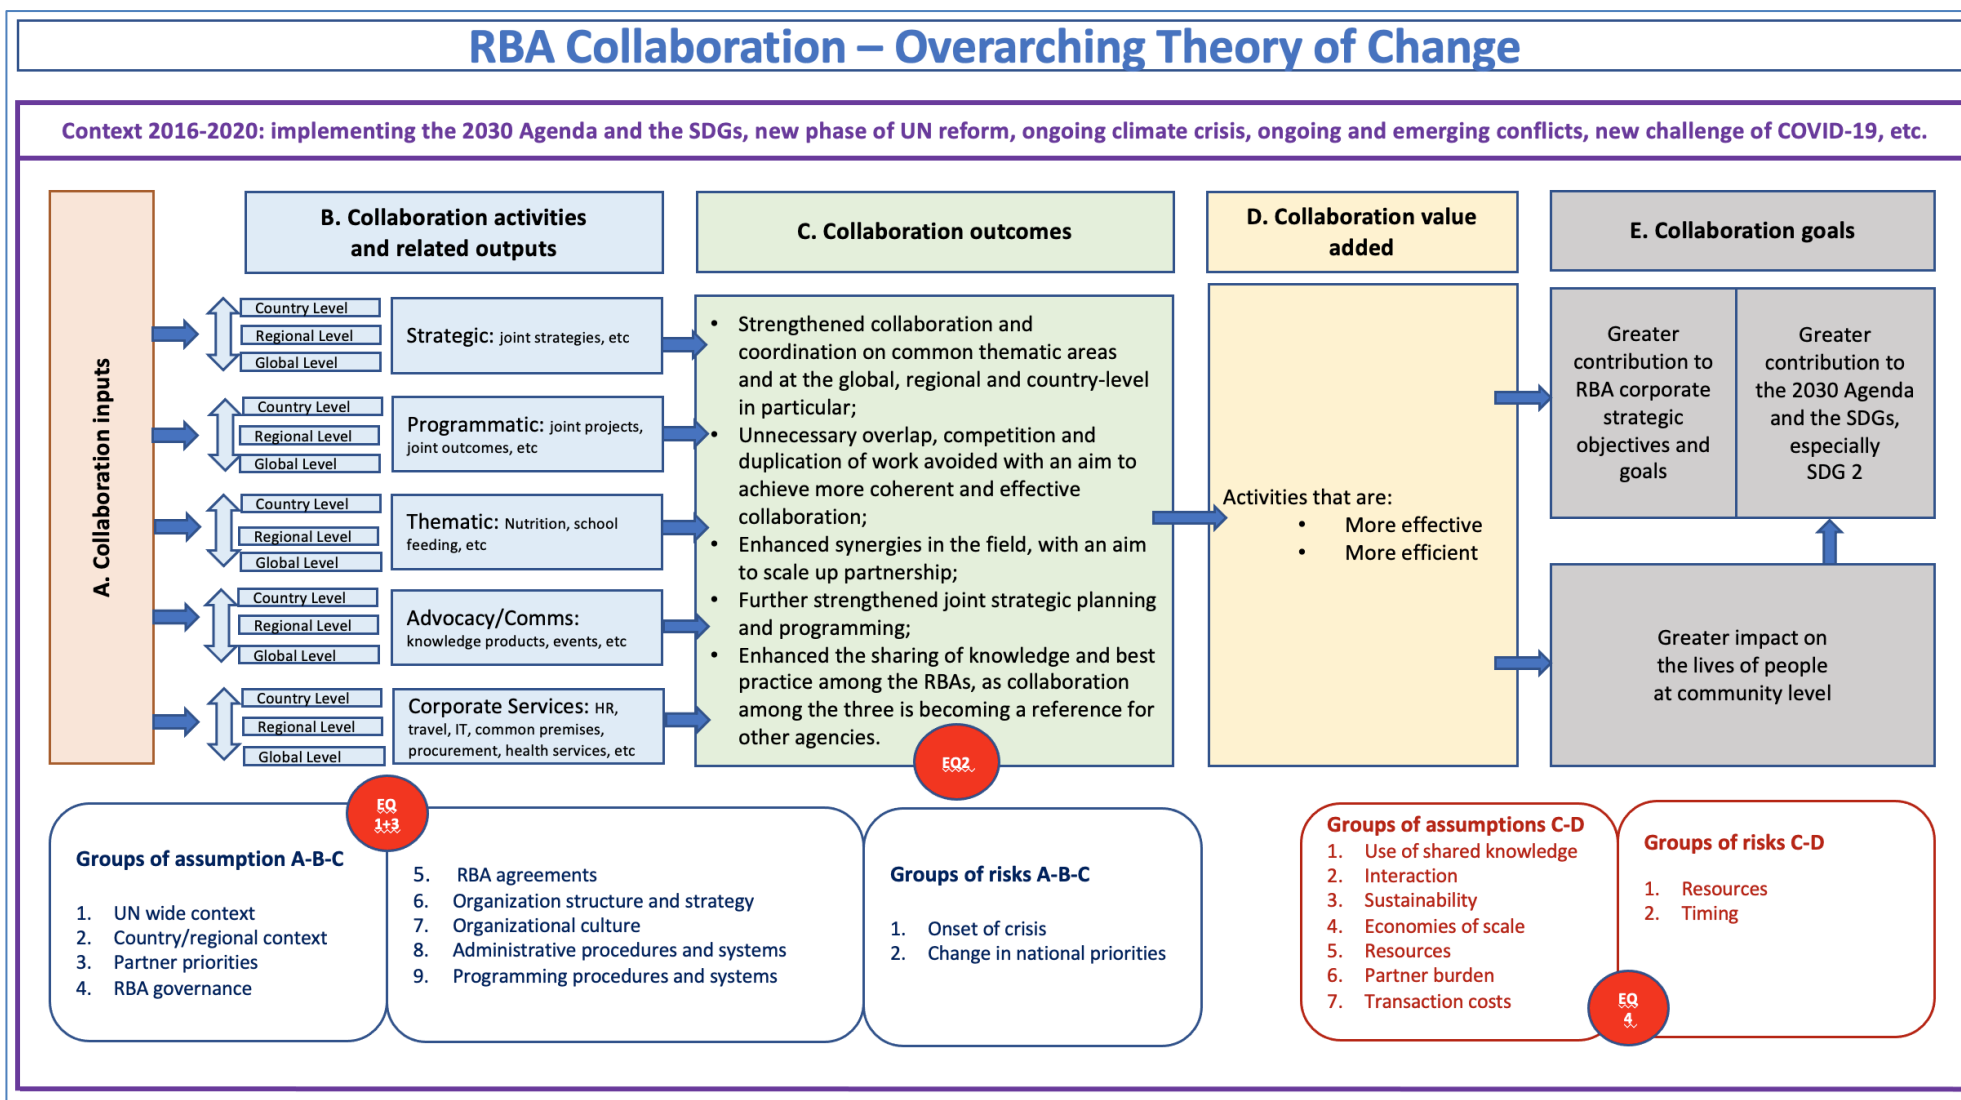 RBA Collaboration – Overarching Theory of Change
Context 2016-2020: implementing the 2030 Agenda and the SDGs, new phase of UN reform, ongoing climate crisis, ongoing and emerging conflicts, new challenge of COVID-19, etc.
A. Collaboration inputs
B. Collaboration activities
and related outputs
Country Level
Regional Level
Global Level
Strategic: joint strategies, etc
Country Level
Regional Level
Global Level
Programmatic: joint projects,
joint outcomes, etc
Country Level
Regional Level
Global Level
Thematic: Nutrition, school
feeding, etc
Country Level
Regional Level
Global Level
Advocacy/Comms:
knowledge products, events, etc
Country Level
Regional Level
Global Level
Corporate Services: HR,
travel, IT, common premises,
procurement, health services, etc
C. Collaboration outcomes
• Strengthened collaboration and
coordination on common thematic areas
and at the global, regional and country-level
in particular;
• Unnecessary overlap, competition and
duplication of work avoided with an aim to
achieve more coherent and effective
collaboration;
• Enhanced synergies in the field, with an aim
to scale up partnership;
• Further strengthened joint strategic planning
and programming;
• Enhanced the sharing of knowledge and best
practice among the RBAs, as collaboration
among the three is becoming a reference for
other agencies.
EQ2
D. Collaboration value
added
Activities that are:
• More effective
• More efficient
E. Collaboration goals
Greater
contribution to
RBA corporate
strategic
objectives and
goals
Greater
contribution to
the 2030 Agenda
and the SDGs,
especially
SDG 2
Greater impact on
the lives of people
at community level
EQ
1+3
Groups of assumption A-B-C
1. UN wide context
2. Country/regional context
3. Partner priorities
4. RBA governance
5. RBA agreements
6. Organization structure and strategy
7. Organizational culture
8. Administrative procedures and systems
9. Programming procedures and systems
Groups of risks A-B-C
1. Onset of crisis
2. Change in national priorities
Groups of assumptions C-D
1. Use of shared knowledge
2. Interaction
3. Sustainability
4. Economies of scale
5. Resources
6. Partner burden
7. Transaction costs
EQ
4
Groups of risks C-D
1. Resources
2. Timing